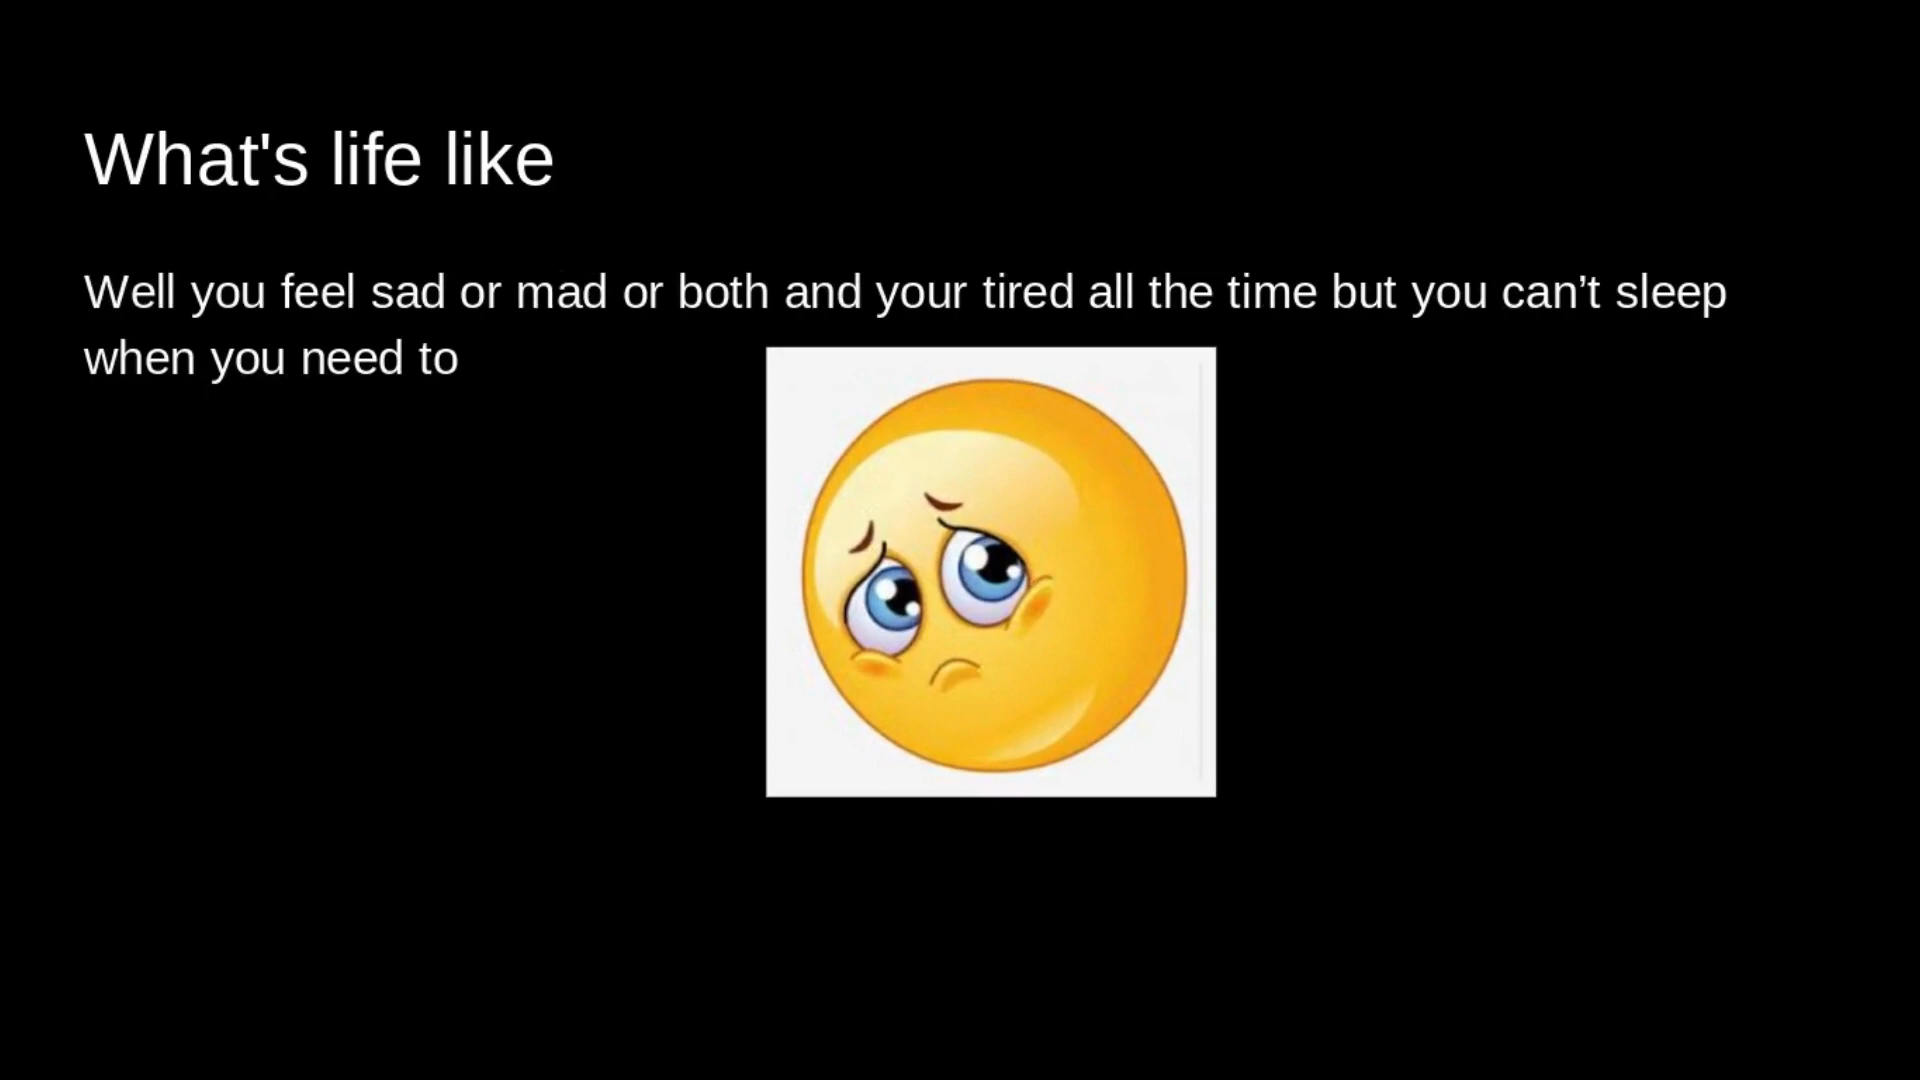 What's life like
Well you feel sad or mad or both and your tired all the time but you can’t sleep
when you need to